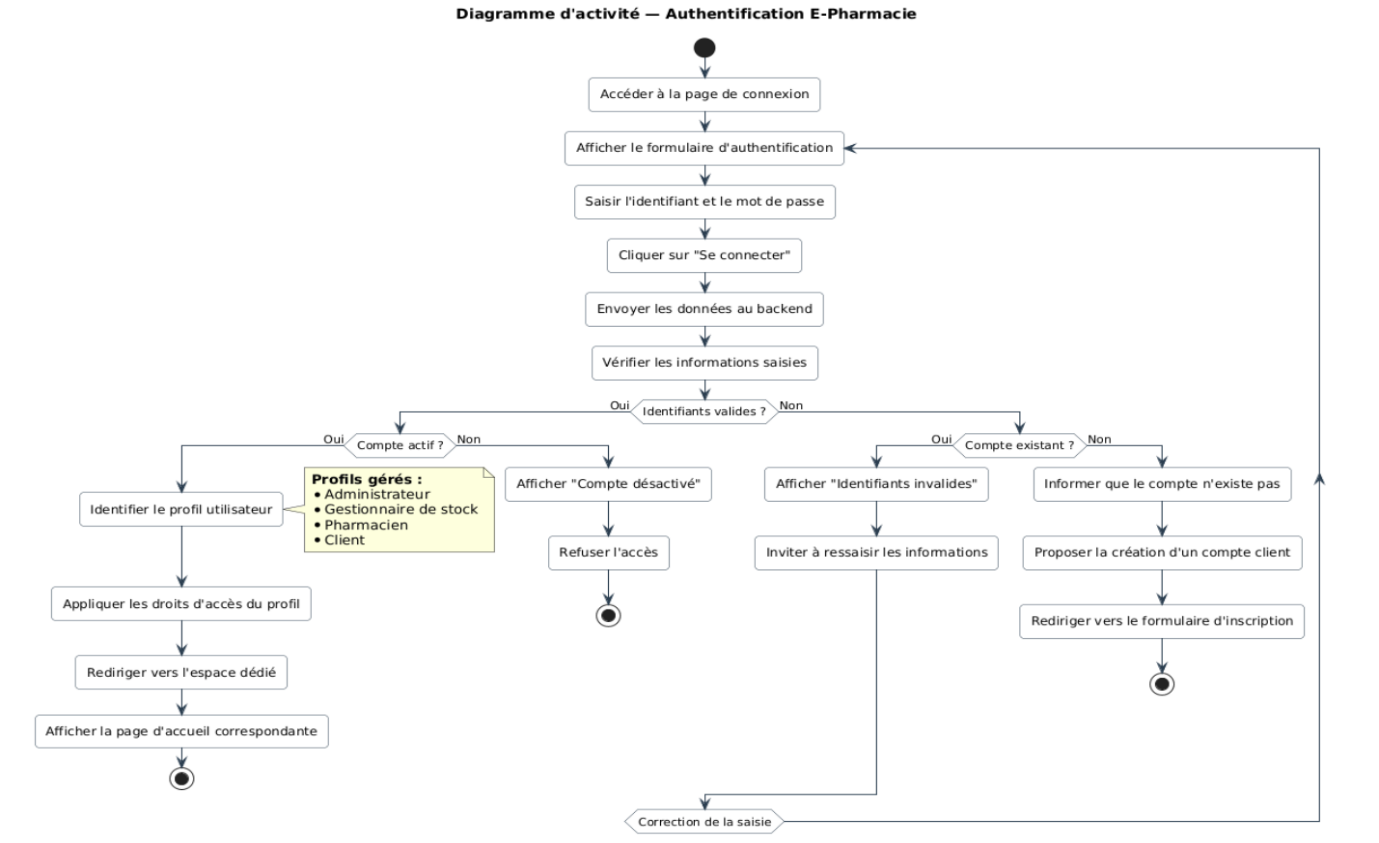 Diagramme d'activité — Authentification E-Pharmacie
Accéder à la page de connexion
Afficher le formulaire d'authentification
Saisir l'identifiant et le mot de passe
Cliquer sur "Se connecter"
Envoyer les données au backend
Vérifier les informations saisies
Oui
Identifiants valides ?
Non
Oui
Compte actif ?
Non
Oui
Compte existant ?
Non
Identifier le profil utilisateur
Profils gérés :
• Administrateur
• Gestionnaire de stock
• Pharmacien
• Client
Afficher "Compte désactivé"
Afficher "Identifiants invalides"
Informer que le compte n'existe pas
Refuser l'accès
Inviter à ressaisir les informations
Proposer la création d'un compte client
Appliquer les droits d'accès du profil
Rediriger vers le formulaire d'inscription
Rediriger vers l'espace dédié
Afficher la page d'accueil correspondante
Correction de la saisie